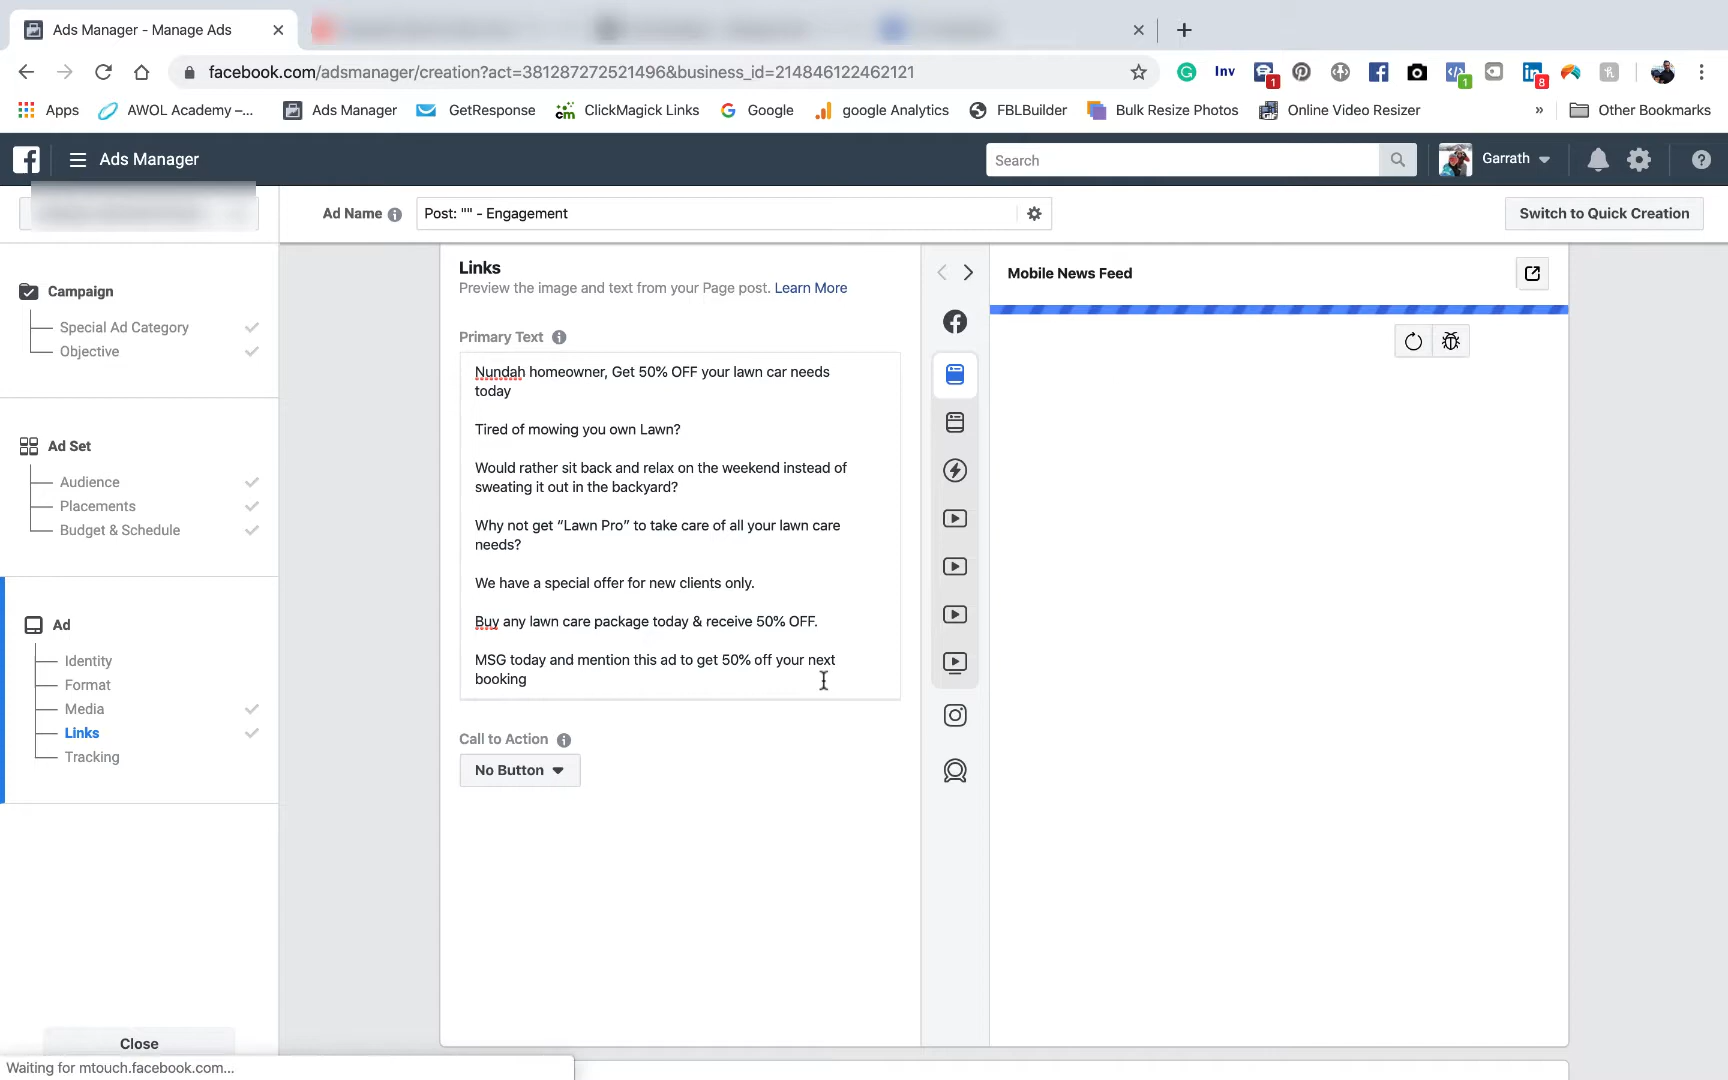 Ads Manager - Manage Ads
facebook.com/adsmanager/creation?act=381287272521496&business_id=214846122462121
Inv
1
1
8
Apps
AWOL Academy –...
Ads Manager
GetResponse
ClickMagick Links
Google
google Analytics
FBLBuilder
Bulk Resize Photos
Online Video Resizer
»
Other Bookmarks
Ads Manager
Search
Garrath
Ad Name
Post: "" - Engagement
Switch to Quick Creation
Campaign
Special Ad Category
Objective
Ad Set
Audience
Placements
Budget & Schedule
Ad
Identity
Format
Media
Links
Tracking
Close
Waiting for mtouch.facebook.com...
Links
Preview the image and text from your Page post. Learn More
Primary Text
Nundah homeowner, Get 50% OFF your lawn car needs
today
Tired of mowing you own Lawn?
Would rather sit back and relax on the weekend instead of
sweating it out in the backyard?
Why not get “Lawn Pro” to take care of all your lawn care
needs?
We have a special offer for new clients only.
Buy any lawn care package today & receive 50% OFF.
MSG today and mention this ad to get 50% off your next
booking
Call to Action
No Button
Mobile News Feed